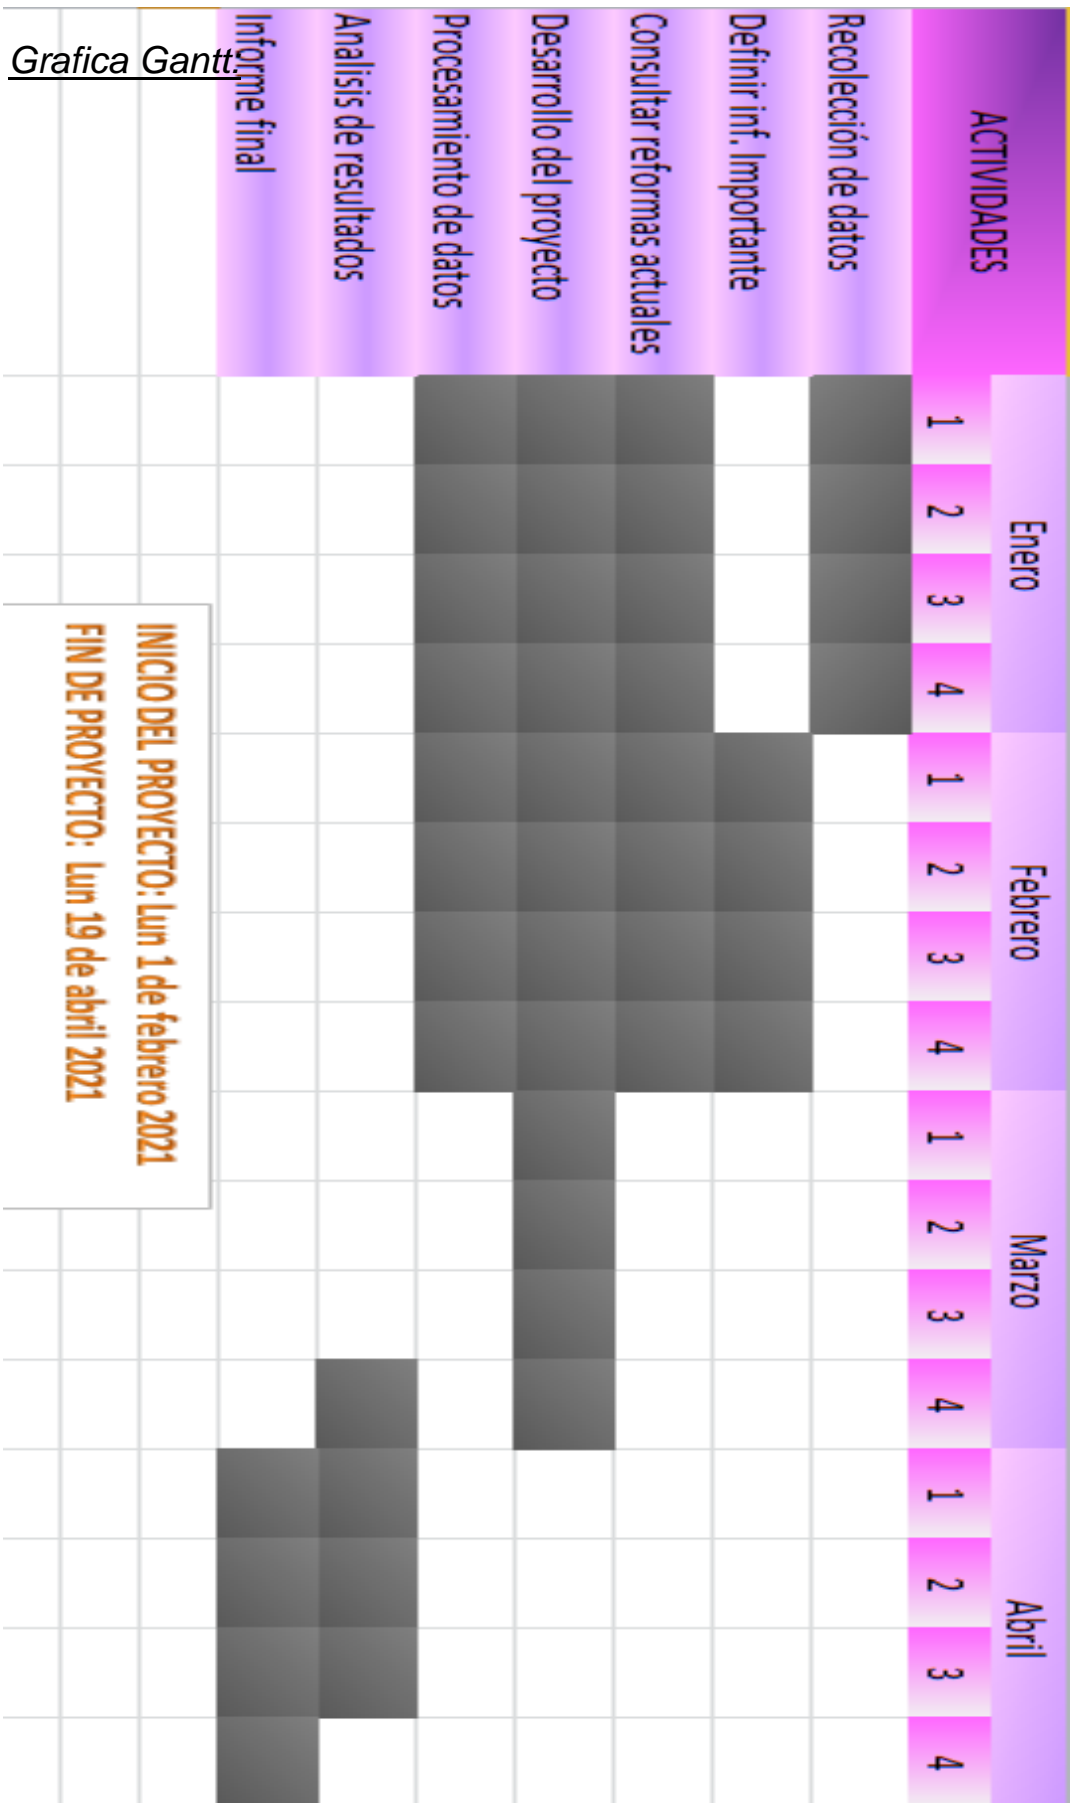 Grafica Gantt:
ACTIVIDADES
Enero Febrero Marzo Abril
1 2 3 4 1 2 3 4 1 2 3 4 1 2 3 4
Recolección de datos
Definir inf. Importante
Consultar reformas actuales
Desarrollo del proyecto
Procesamiento de datos
Analisis de resultados
Informe final
INICIO DEL PROYECTO: Lun 1 de febrero 2021
FIN DE PROYECTO: Lun 19 de abril 2021